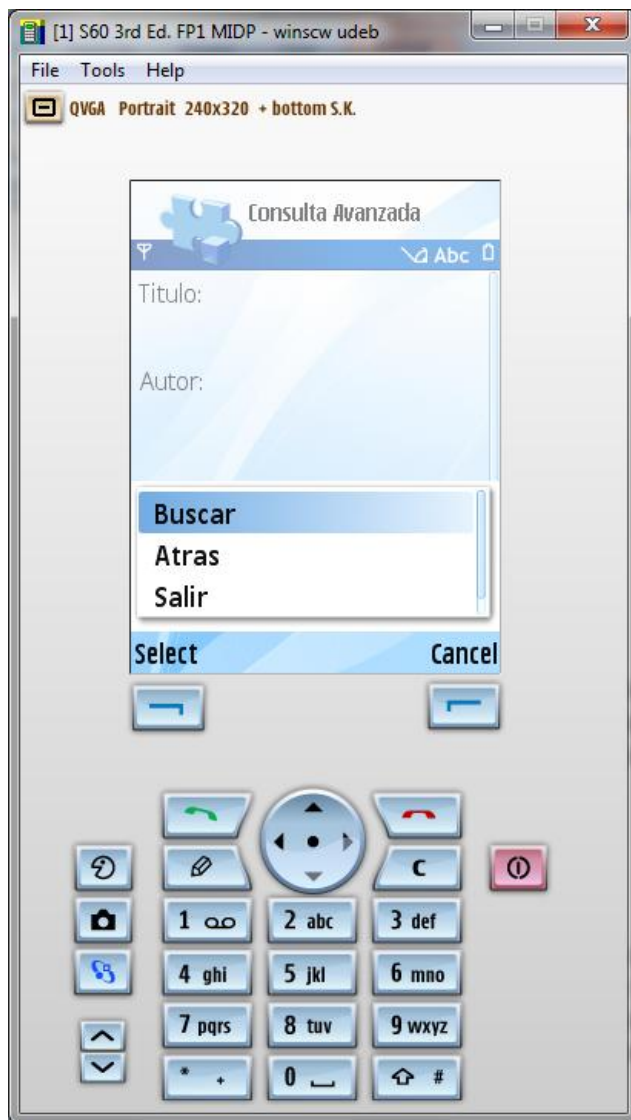 [1] S60 3rd Ed. FP1 MIDP - winscw udeb
File Tools Help
QVGA Portrait 240x320 + bottom S.K.
Consulta Avanzada
Abc
Titulo:
Autor:
Buscar
Atras
Salir
Select Cancel
C
1 2 abc 3 def
4 ghi 5 jkl 6 mno
7 pqrs 8 tuv 9 wxyz
* + 0 #